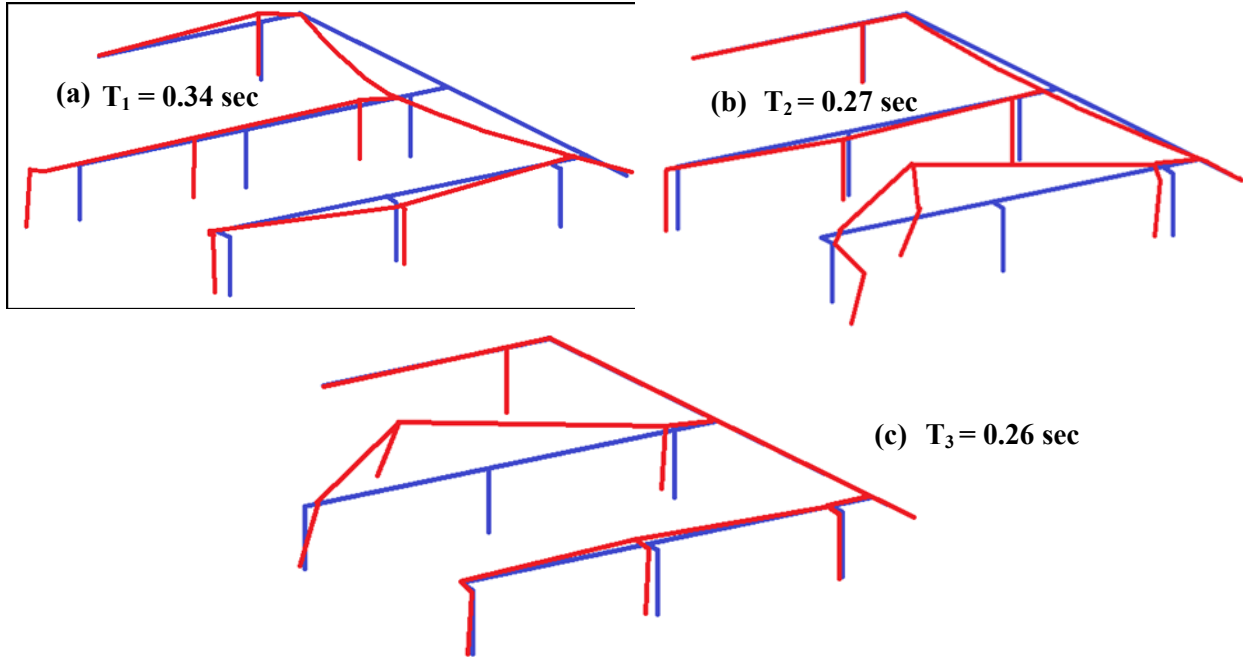 (a) T₁ = 0.34 sec
(b) T₂ = 0.27 sec
(c) T₃ = 0.26 sec